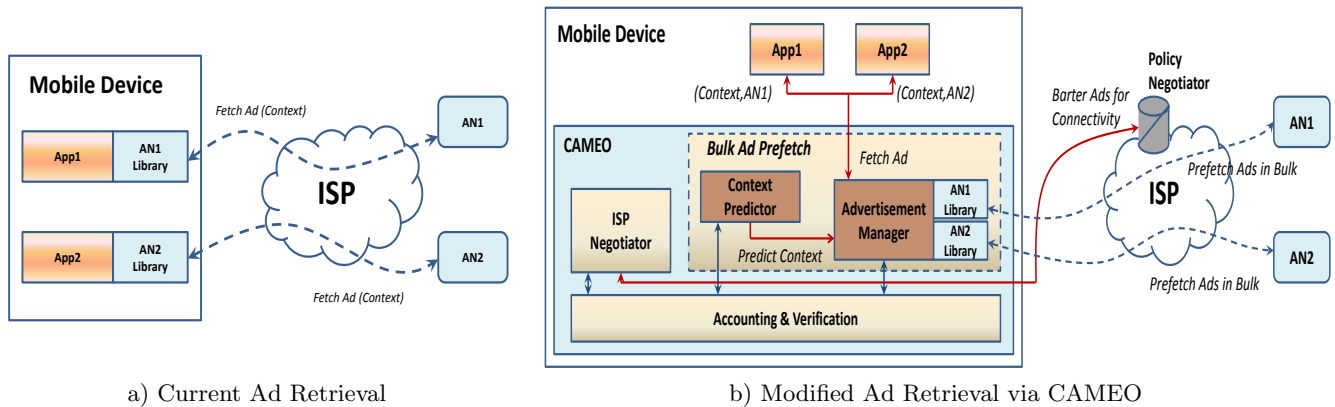 Mobile Device
App1
AN1
Library
Fetch Ad (Context)
AN1
ISP
App2
AN2
Library
AN2
Fetch Ad (Context)
a) Current Ad Retrieval
Mobile Device
App1
App2
(Context,AN1)
(Context,AN2)
Policy
Negotiator
Barter Ads for
Connectivity
AN1
CAMEO
Bulk Ad Prefetch
Fetch Ad
Prefetch Ads in Bulk
Context
Predictor
Advertisement
Manager
AN1
Library
AN2
Library
ISP
Negotiator
Predict Context
ISP
AN2
Prefetch Ads in Bulk
Accounting & Verification
b) Modified Ad Retrieval via CAMEO